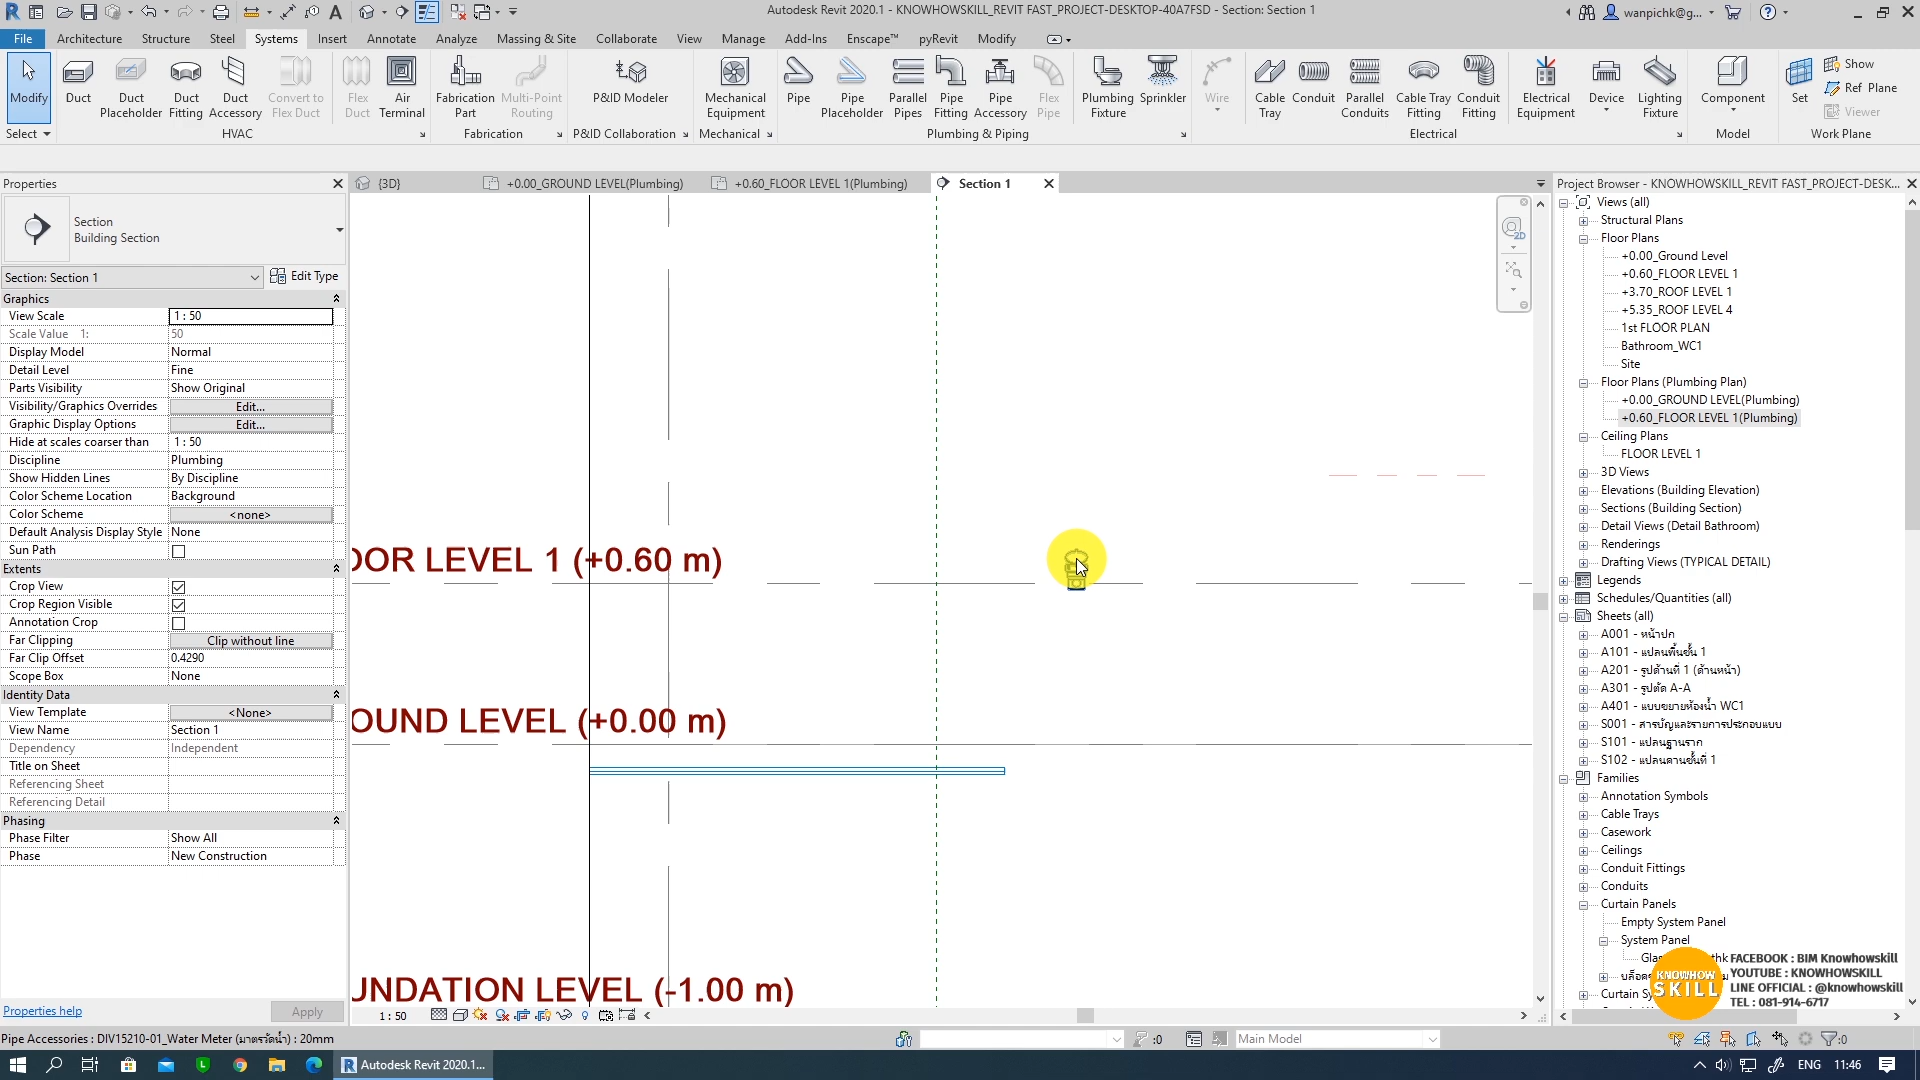 Autodesk Revit 2020.1 - KNOWHOWSKILL_REVIT FAST_PROJECT-DESKTOP-40A7FSD - Section: Section 1
wanpichk@g...
File Architecture Structure Steel Systems Insert Annotate Analyze Massing & Site Collaborate View Manage Add-Ins Enscape™ pyRevit Modify
Modify
Duct
Duct Placeholder
Duct Fitting
Duct Accessory
Convert to Flex Duct
Flex Duct
Air Terminal
Fabrication Part
Multi-Point Routing
P&ID Modeler
Mechanical Equipment
Pipe
Pipe Placeholder
Parallel Pipes
Pipe Fitting
Pipe Accessory
Flex Pipe
Plumbing Fixture
Sprinkler
Wire
Cable Tray
Conduit
Parallel Conduits
Cable Tray Fitting
Conduit Fitting
Electrical Equipment
Device
Lighting Fixture
Component
Set
Show
Ref Plane
Viewer
Select HVAC Fabrication P&ID Collaboration Mechanical Plumbing & Piping Electrical Model Work Plane
Properties
{3D} +0.00_GROUND LEVEL(Plumbing) +0.60_FLOOR LEVEL 1(Plumbing) Section 1
Project Browser - KNOWHOWSKILL_REVIT FAST_PROJECT-DESK...
Section
Building Section
Section: Section 1 Edit Type
Graphics
View Scale 1 : 50
Scale Value 1: 50
Display Model Normal
Detail Level Fine
Parts Visibility Show Original
Visibility/Graphics Overrides Edit...
Graphic Display Options Edit...
Hide at scales coarser than 1 : 50
Discipline Plumbing
Show Hidden Lines By Discipline
Color Scheme Location Background
Color Scheme <none>
Default Analysis Display Style None
Sun Path
Extents
Crop View
Crop Region Visible
Annotation Crop
Far Clipping Clip without line
Far Clip Offset 0.4290
Scope Box None
Identity Data
View Template <None>
View Name Section 1
Dependency Independent
Title on Sheet
Referencing Sheet
Referencing Detail
Phasing
Phase Filter Show All
Phase New Construction
Properties help Apply
2D
OOR LEVEL 1 (+0.60 m)
OUND LEVEL (+0.00 m)
UNDATION LEVEL (-1.00 m)
1 : 50
Views (all)
Structural Plans
Floor Plans
+0.00_Ground Level
+0.60_FLOOR LEVEL 1
+3.70_ROOF LEVEL 1
+5.35_ROOF LEVEL 4
1st FLOOR PLAN
Bathroom_WC1
Site
Floor Plans (Plumbing Plan)
+0.00_GROUND LEVEL(Plumbing)
+0.60_FLOOR LEVEL 1(Plumbing)
Ceiling Plans
FLOOR LEVEL 1
3D Views
Elevations (Building Elevation)
Sections (Building Section)
Detail Views (Detail Bathroom)
Renderings
Drafting Views (TYPICAL DETAIL)
Legends
Schedules/Quantities (all)
Sheets (all)
A001 - หน้าปก
A101 - แปลนพื้นชั้น 1
A201 - รูปด้านที่ 1 (ด้านหน้า)
A301 - รูปตัด A-A
A401 - แบบขยายห้องน้ำ WC1
S001 - สารบัญและรายการประกอบแบบ
S101 - แปลนฐานราก
S102 - แปลนคานชั้นที่ 1
Families
Annotation Symbols
Cable Trays
Casework
Ceilings
Conduit Fittings
Conduits
Curtain Panels
Empty System Panel
System Panel
Curtain Sy
KNOWHOW
SKILL
FACEBOOK : BIM Knowhowskill
YOUTUBE : KNOWHOWSKILL
LINE OFFICIAL : @knowhowskill
TEL : 081-914-6717
Pipe Accessories : DIV15210-01_Water Meter (มาตรวัดน้ำ) : 20mm
:0 Main Model :0
Autodesk Revit 2020.1...
ENG 11:46